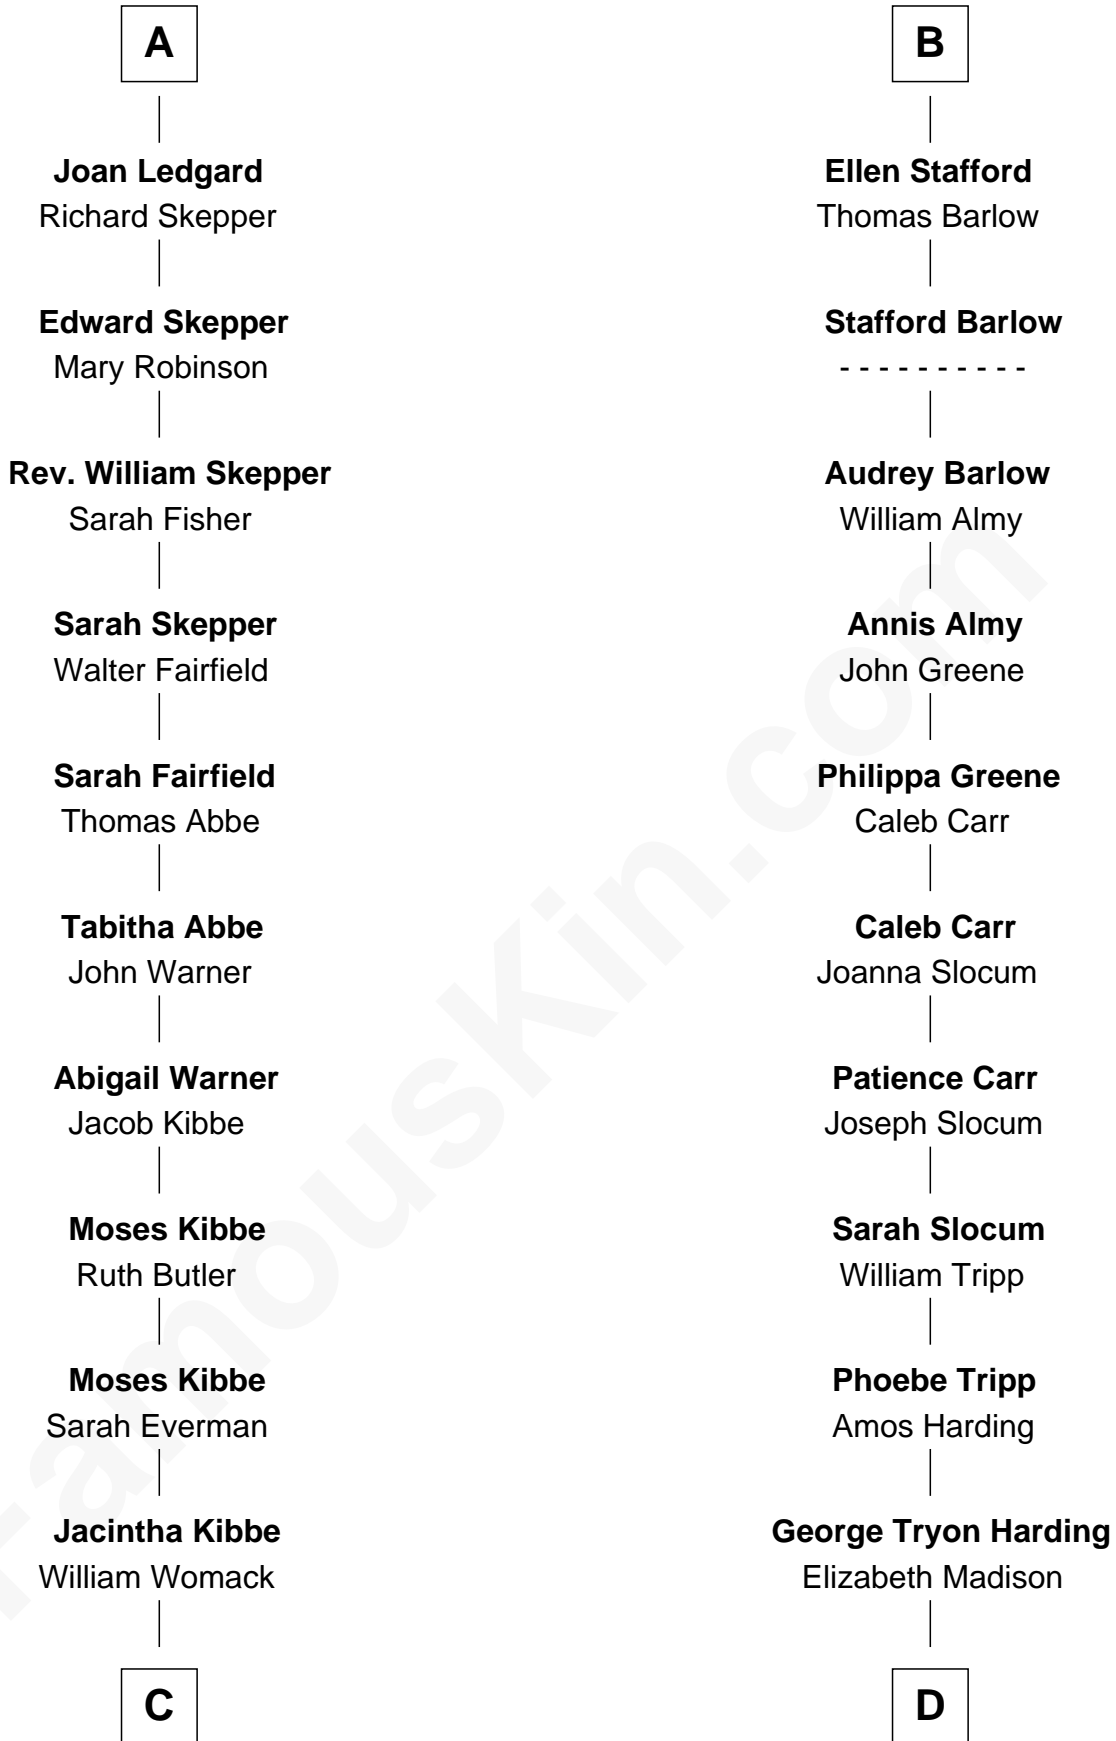 A
Joan Ledgard
Richard Skepper
Edward Skepper
Mary Robinson
Rev. William Skepper
Sarah Fisher
Sarah Skepper
Walter Fairfield
Sarah Fairfield
Thomas Abbe
Tabitha Abbe
John Warner
Abigail Warner
Jacob Kibbe
Moses Kibbe
Ruth Butler
Moses Kibbe
Sarah Everman
Jacintha Kibbe
William Womack
C
B
Ellen Stafford
Thomas Barlow
Stafford Barlow
- - - - - - - - - -
Audrey Barlow
William Almy
Annis Almy
John Greene
Philippa Greene
Caleb Carr
Caleb Carr
Joanna Slocum
Patience Carr
Joseph Slocum
Sarah Slocum
William Tripp
Phoebe Tripp
Amos Harding
George Tryon Harding
Elizabeth Madison
D
FamousKin.com